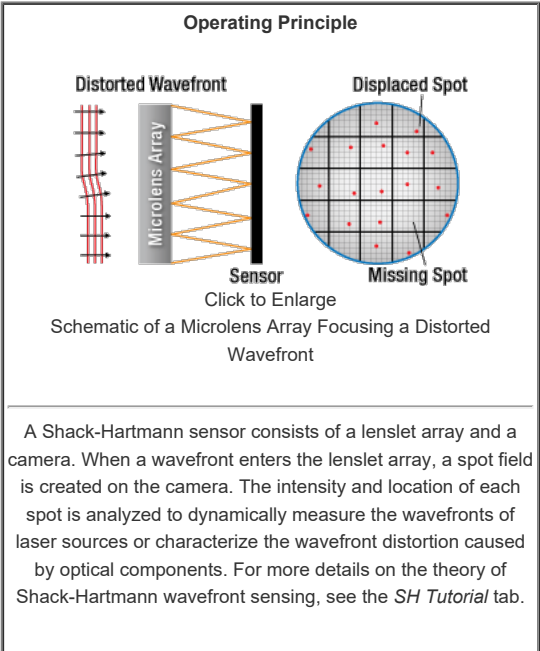 Operating Principle
Distorted Wavefront
Displaced Spot
Microlens Array
Sensor
Missing Spot
Click to Enlarge
Schematic of a Microlens Array Focusing a Distorted
Wavefront
A Shack-Hartmann sensor consists of a lenslet array and a
camera. When a wavefront enters the lenslet array, a spot field
is created on the camera. The intensity and location of each
spot is analyzed to dynamically measure the wavefronts of
laser sources or characterize the wavefront distortion caused
by optical components. For more details on the theory of
Shack-Hartmann wavefront sensing, see the SH Tutorial tab.